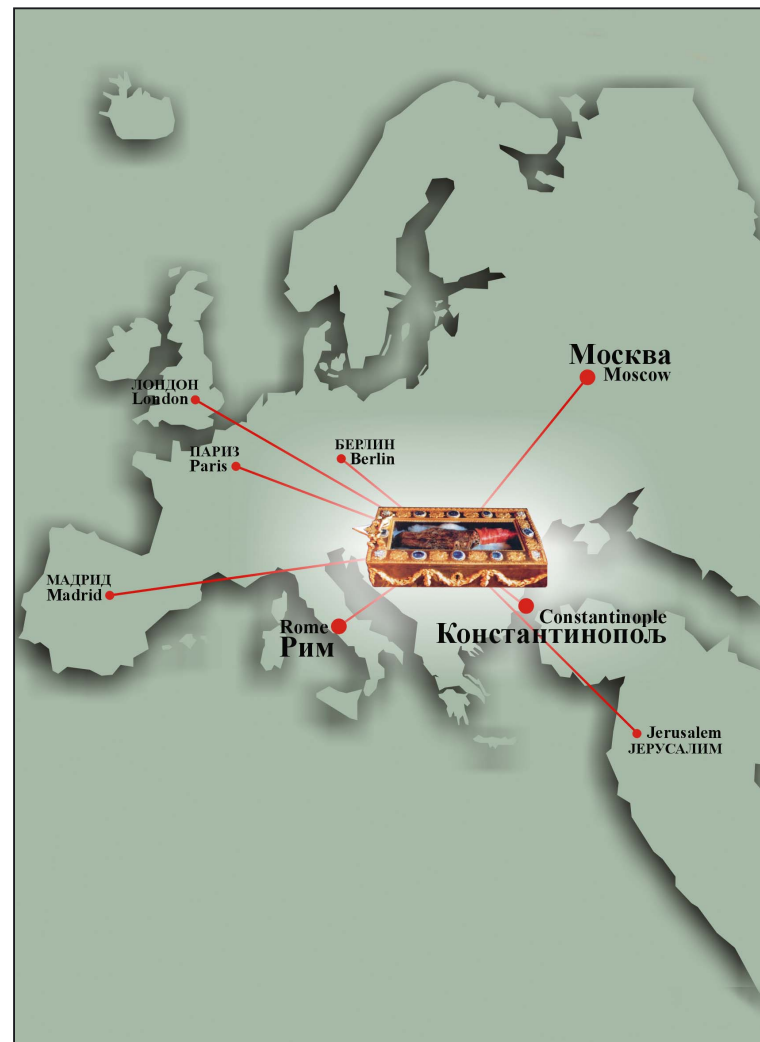 Москва
Moscow
ЛОНДОН
London
БЕРЛИН
Berlin
ПАРИЗ
Paris
МАДРИД
Madrid
Constantinople
Константинопољ
Rome
Рим
Jerusalem
ЈЕРУСАЛИМ